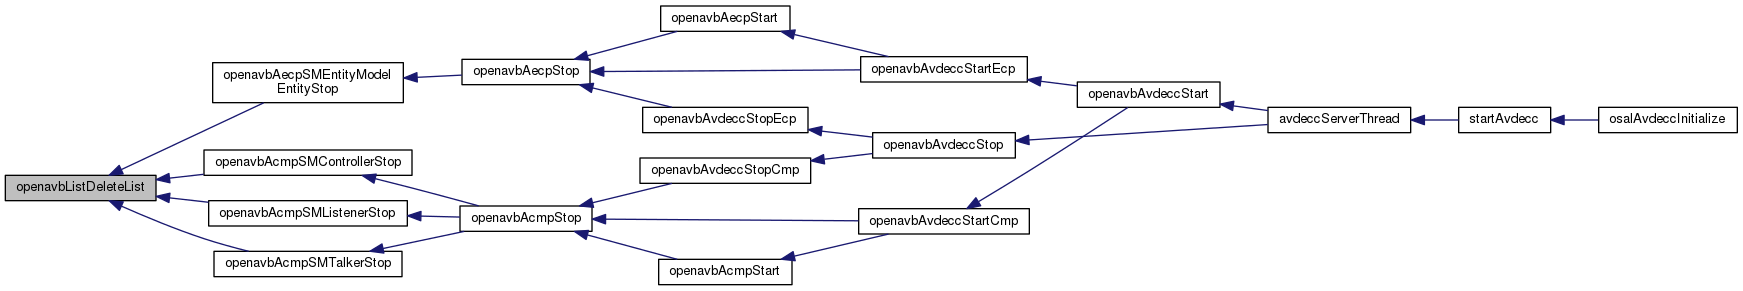 openavbListDeleteList
openavbAecpSMEntityModel
EntityStop
openavbAcmpSMControllerStop
openavbAcmpSMListenerStop
openavbAcmpSMTalkerStop
openavbAecpStop
openavbAcmpStop
openavbAecpStart
openavbAvdeccStopEcp
openavbAvdeccStopCmp
openavbAcmpStart
openavbAvdeccStartEcp
openavbAvdeccStop
openavbAvdeccStartCmp
openavbAvdeccStart
avdeccServerThread
startAvdecc
osalAvdeccInitialize